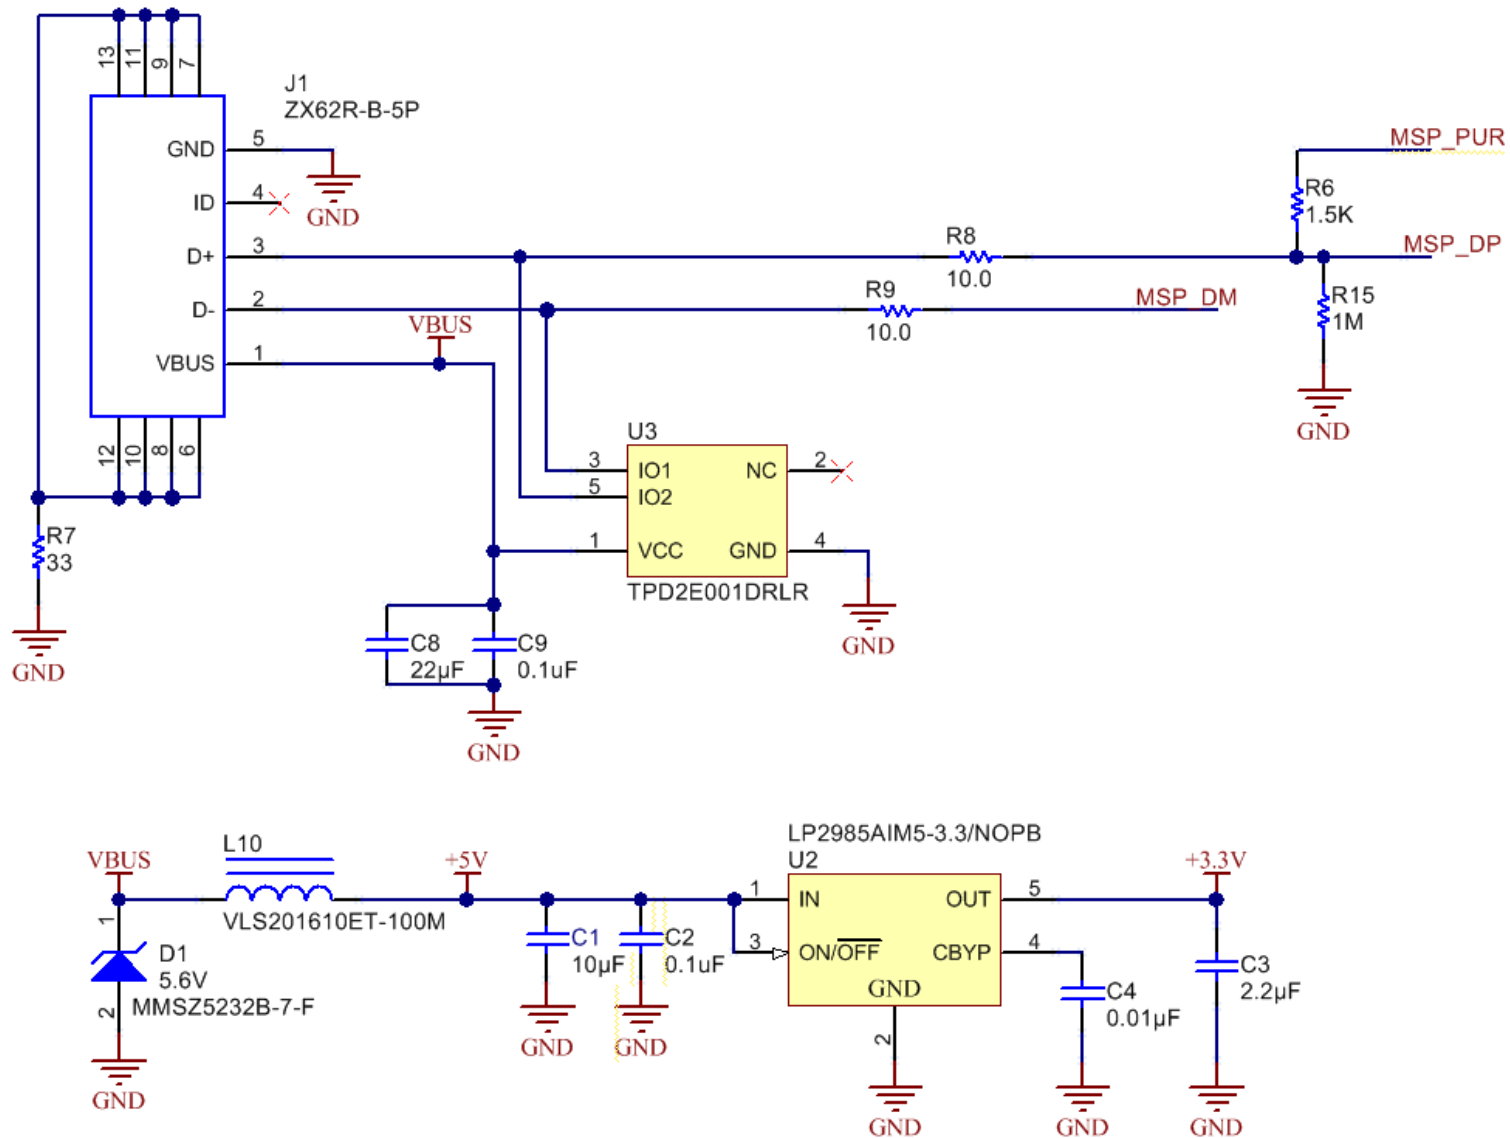 13
11
9
7
J1
ZX62R-B-5P
GND
5
GND
ID
4
D+
3
D-
2
VBUS
1
VBUS
12
10
8
6
R7
33
GND
R8
10.0
R9
10.0
MSP_DM
MSP_PUR
R6
1.5K
MSP_DP
R15
1M
GND
U3
3
IO1
NC
2
5
IO2
1
VCC
GND
4
TPD2E001DRLR
GND
C8
22µF
C9
0.1uF
GND
VBUS
L10
VLS201610ET-100M
+5V
1
D1
5.6V
MMSZ5232B-7-F
2
GND
C1
10µF
GND
C2
0.1uF
GND
LP2985AIM5-3.3/NOPB
U2
1
IN
OUT
5
3
ON/OFF
CBYP
4
GND
2
GND
C4
0.01µF
GND
+3.3V
C3
2.2µF
GND